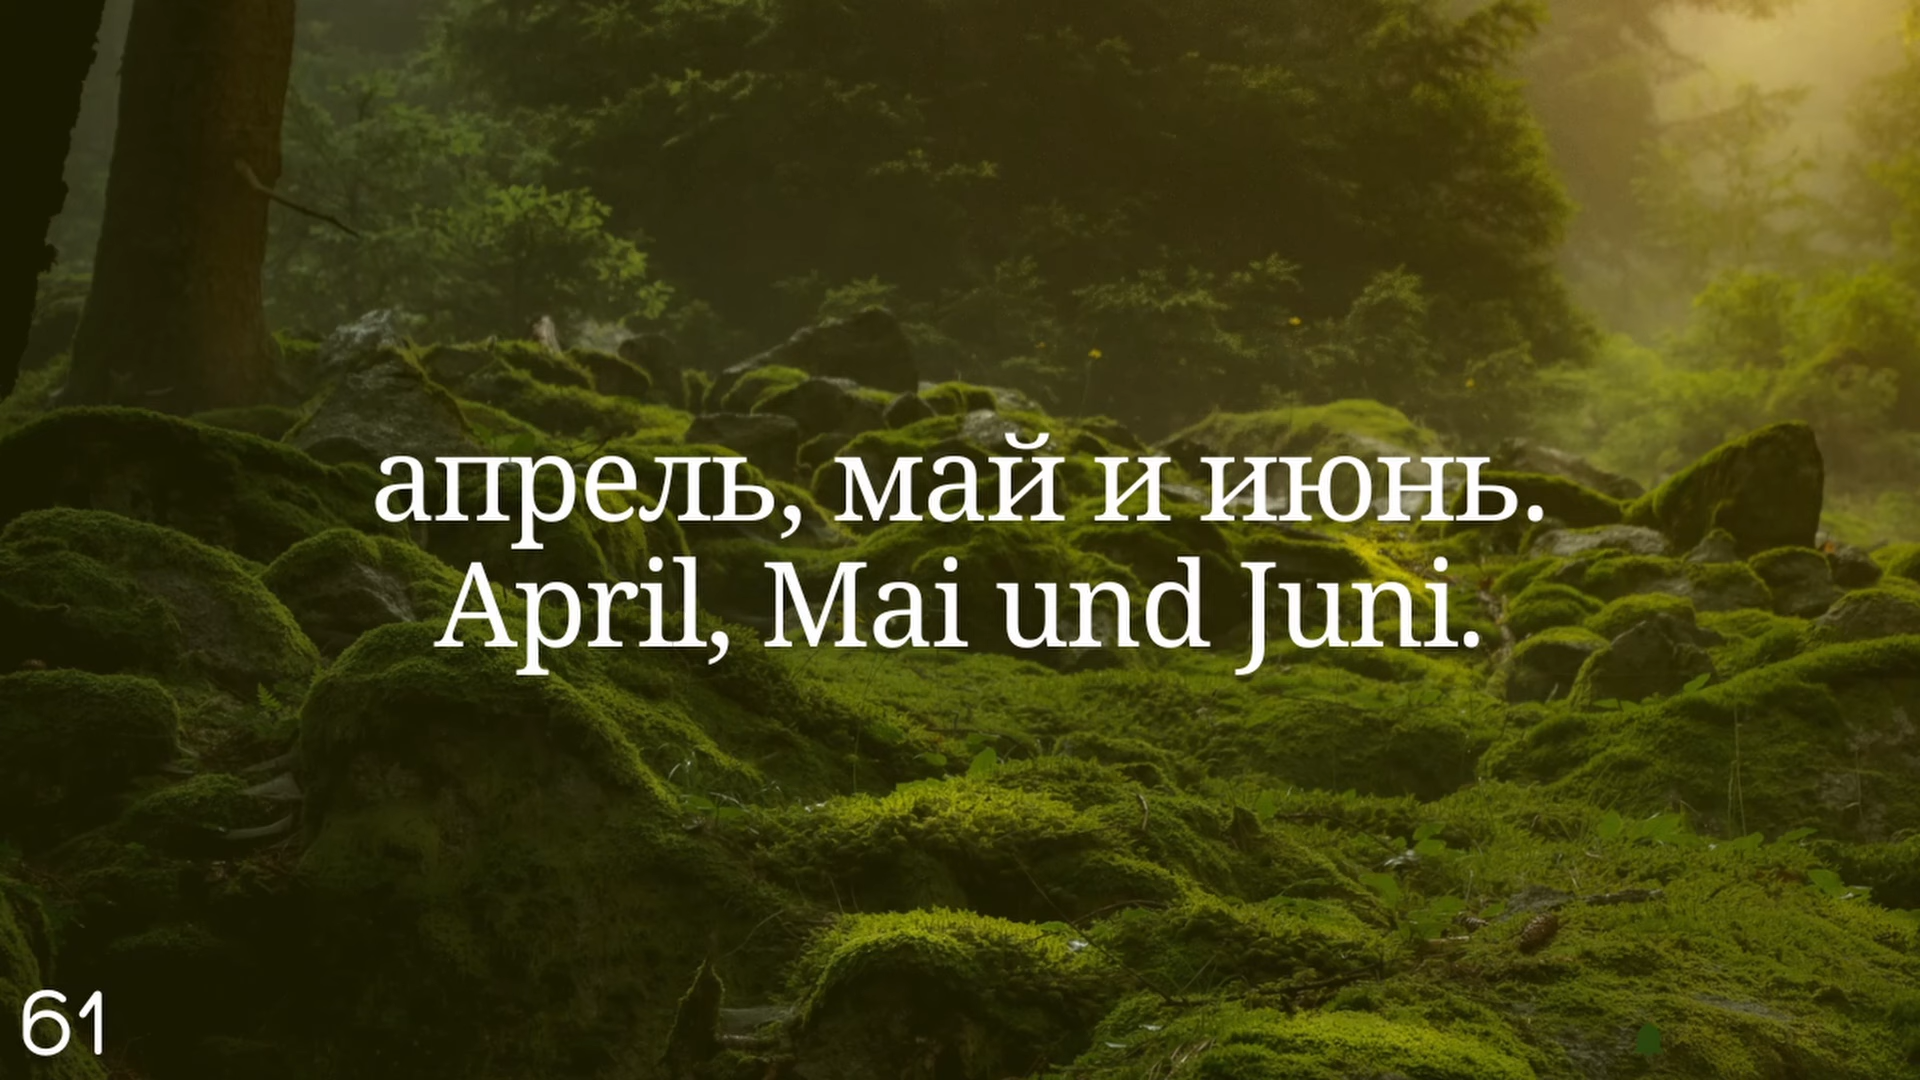 апрель, май и июнь.
April, Mai und Juni.
61